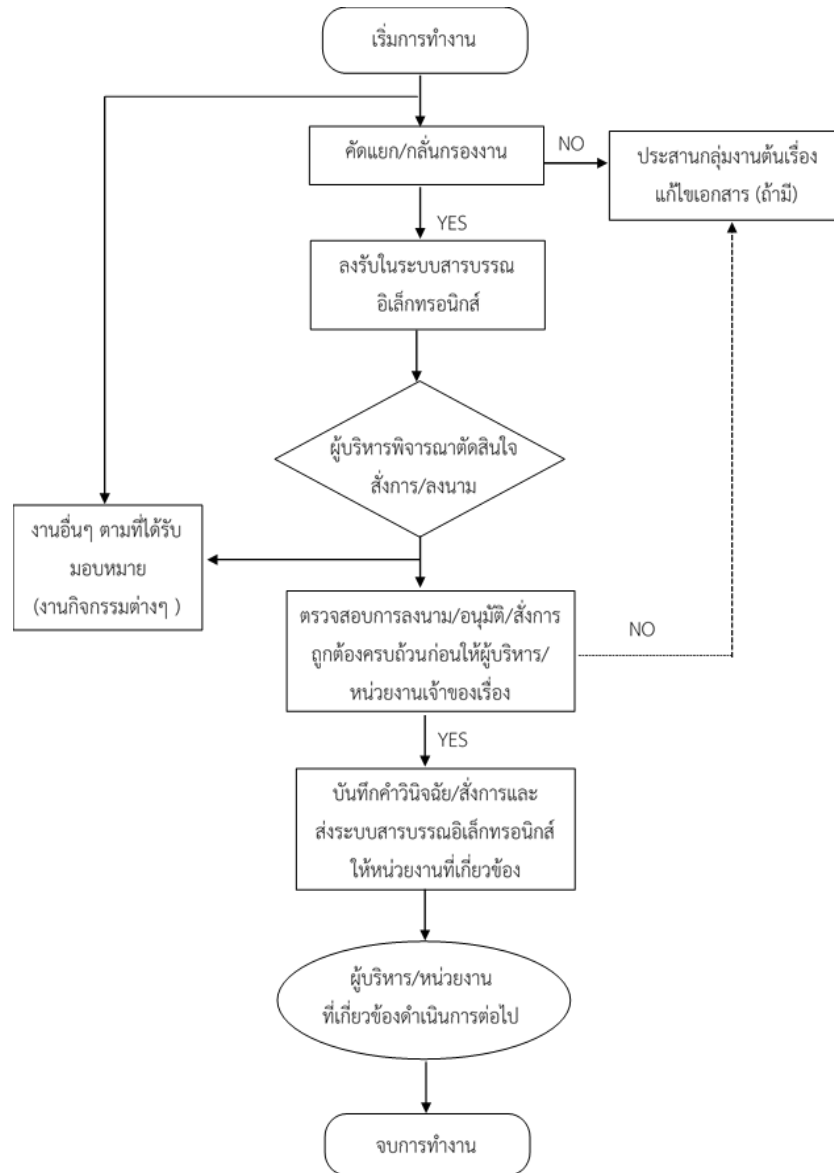 เริ่มการทำงาน
คัดแยก/กลั่นกรองงาน
NO
ประสานกลุ่มงานต้นเรื่อง
แก้ไขเอกสาร (ถ้ามี)
YES
ลงรับในระบบสารบรรณ
อิเล็กทรอนิกส์
ผู้บริหารพิจารณาตัดสินใจ
สั่งการ/ลงนาม
งานอื่นๆ ตามที่ได้รับ
มอบหมาย
(งานกิจกรรมต่างๆ )
ตรวจสอบการลงนาม/อนุมัติ/สั่งการ
ถูกต้องครบถ้วนก่อนให้ผู้บริหาร/
หน่วยงานเจ้าของเรื่อง
NO
YES
บันทึกคำวินิจฉัย/สั่งการและ
ส่งระบบสารบรรณอิเล็กทรอนิกส์
ให้หน่วยงานที่เกี่ยวข้อง
ผู้บริหาร/หน่วยงาน
ที่เกี่ยวข้องดำเนินการต่อไป
จบการทำงาน